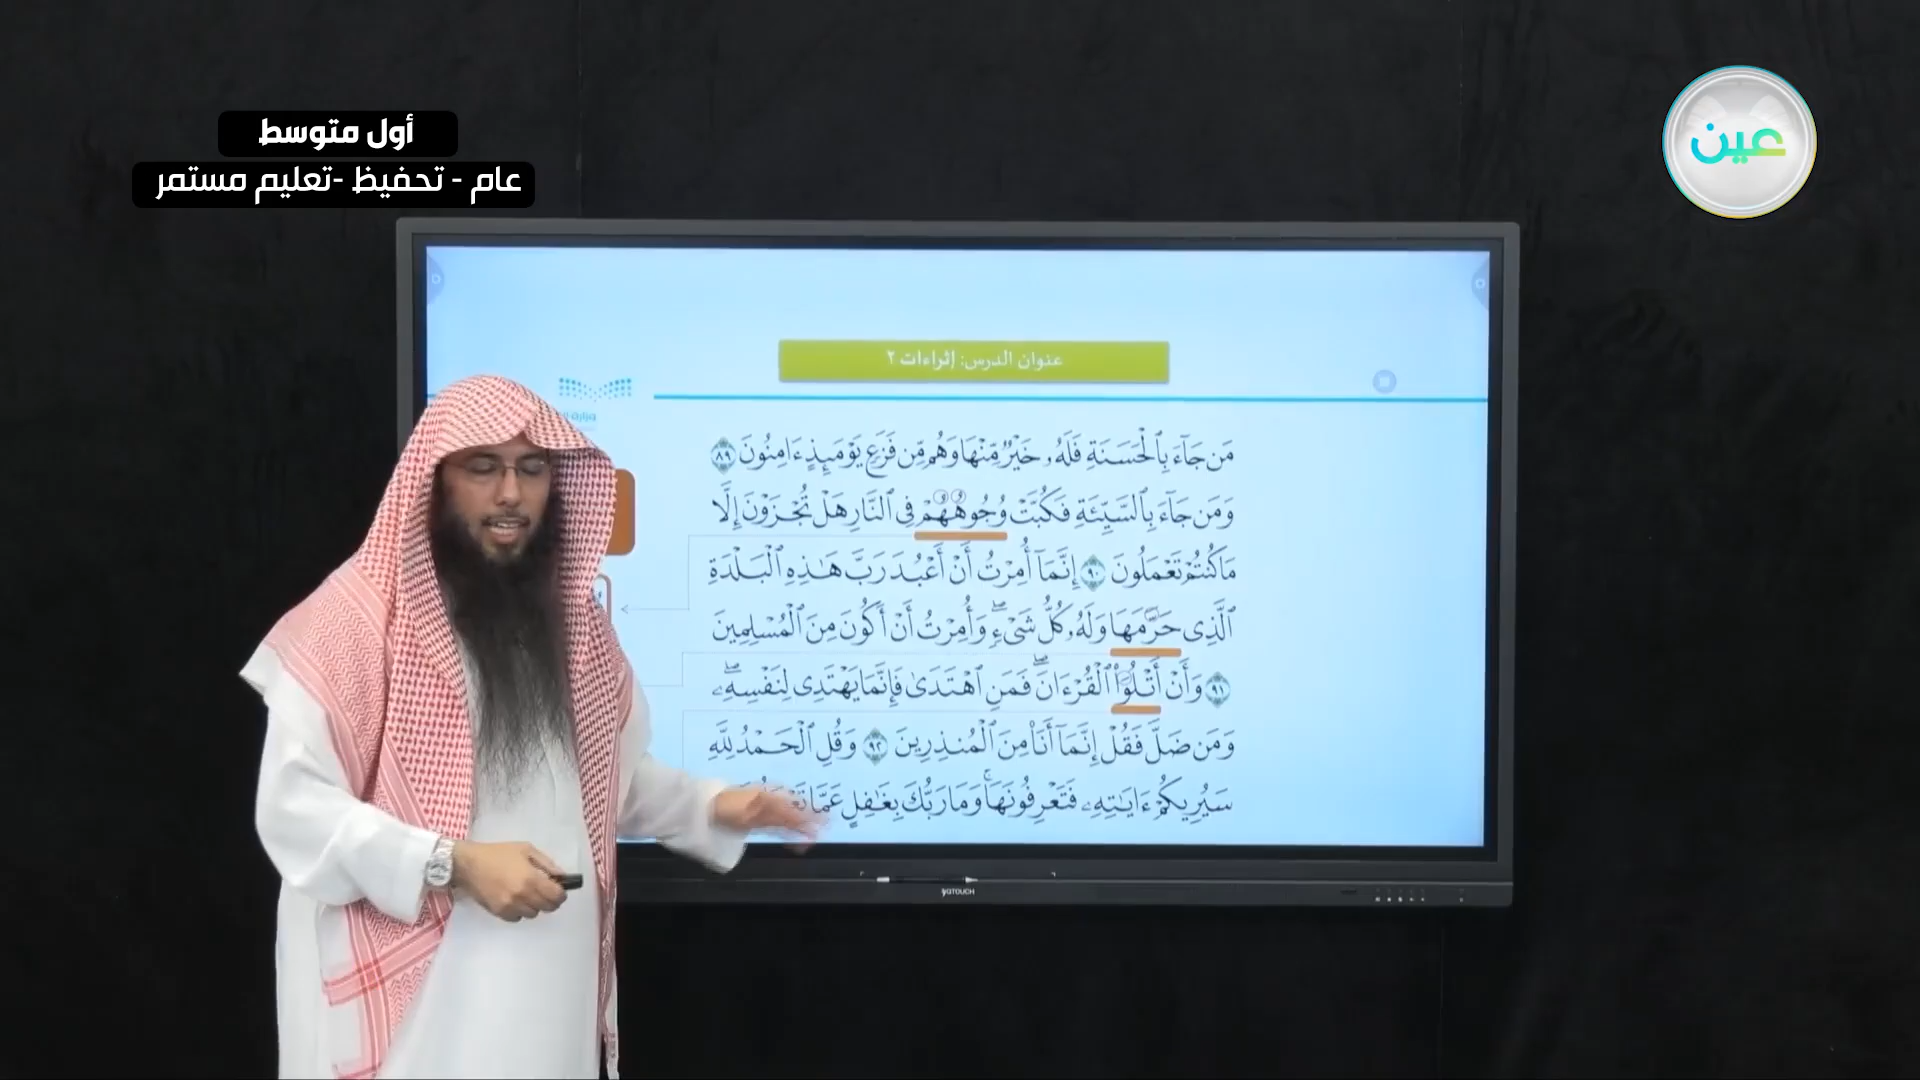 أول متوسط
عام - تحفيظ -تعليم مستمر
عين
عنوان الدرس: إثراءات ٢
وزارة
مَن جَآءَ بِٱلْحَسَنَةِ فَلَهُۥ خَيْرٌ مِّنْهَا وَهُم مِّن فَزَعٍ يَوْمَئِذٍ ءَامِنُونَ ٨٩
وَمَن جَآءَ بِٱلسَّيِّئَةِ فَكُبَّتْ وُجُوهُهُمْ فِى ٱلنَّارِ هَلْ تُجْزَوْنَ إِلَّا
مَا كُنتُمْ تَعْمَلُونَ ٩٠ إِنَّمَآ أُمِرْتُ أَنْ أَعْبُدَ رَبَّ هَـٰذِهِ ٱلْبَلْدَةِ
ٱلَّذِى حَرَّمَهَا وَلَهُۥ كُلُّ شَىْءٍ ۖ وَأُمِرْتُ أَنْ أَكُونَ مِنَ ٱلْمُسْلِمِينَ
٩١ وَأَنْ أَتْلُوَا۟ ٱلْقُرْءَانَ ۖ فَمَنِ ٱهْتَدَىٰ فَإِنَّمَا يَهْتَدِى لِنَفْسِهِۦ ۖ
وَمَن ضَلَّ فَقُلْ إِنَّمَآ أَنَا۠ مِنَ ٱلْمُنذِرِينَ ٩٢ وَقُلِ ٱلْحَمْدُ لِلَّهِ
سَيُرِيكُمْ ءَايَـٰتِهِۦ فَتَعْرِفُونَهَا ۚ وَمَا رَبُّكَ بِغَـٰفِلٍ عَمَّا
IQTOUCH